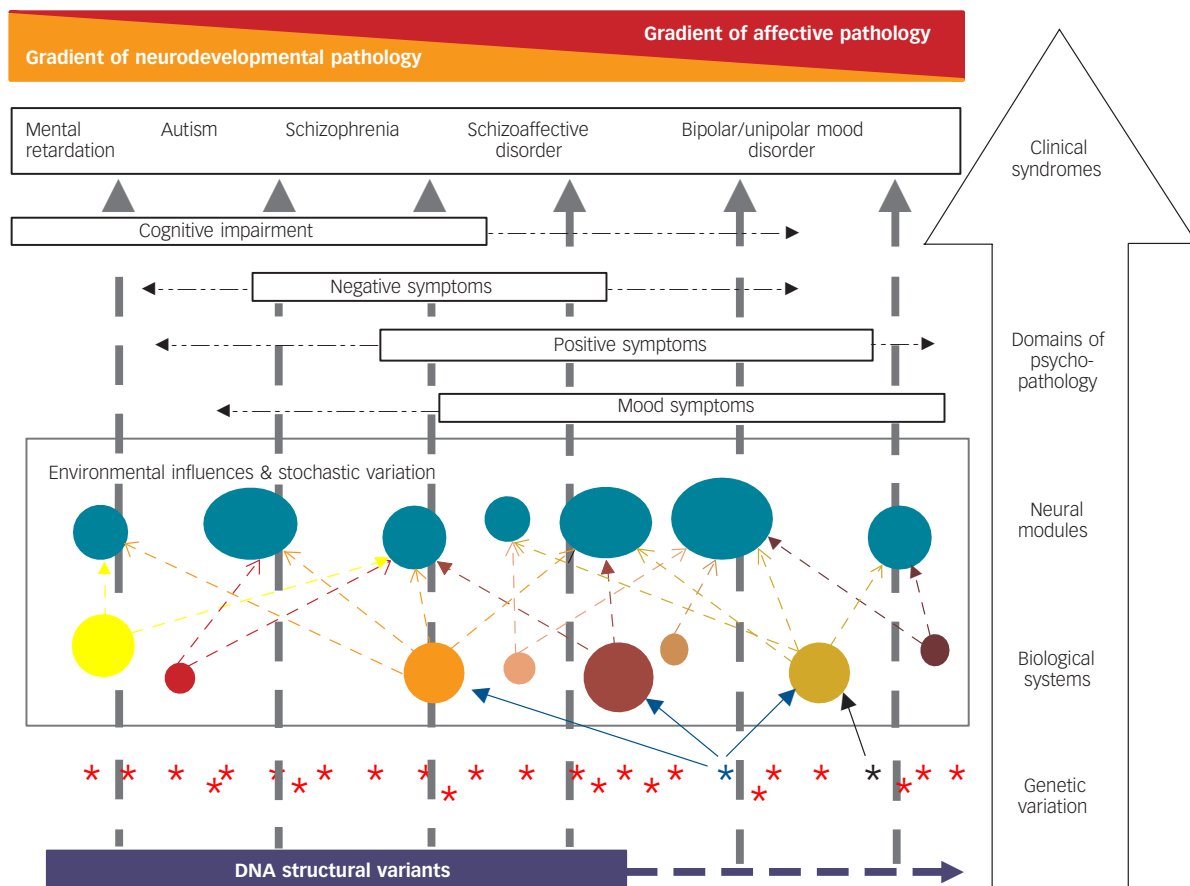 Gradient of affective pathology
Gradient of neurodevelopmental pathology
Mental
retardation
Autism
Schizophrenia
Schizoaffective
disorder
Bipolar/unipolar mood
disorder
Clinical
syndromes
Cognitive impairment
Negative symptoms
Positive symptoms
Mood symptoms
Domains of
psycho-
pathology
Environmental influences & stochastic variation
Neural
modules
Biological
systems
Genetic
variation
DNA structural variants